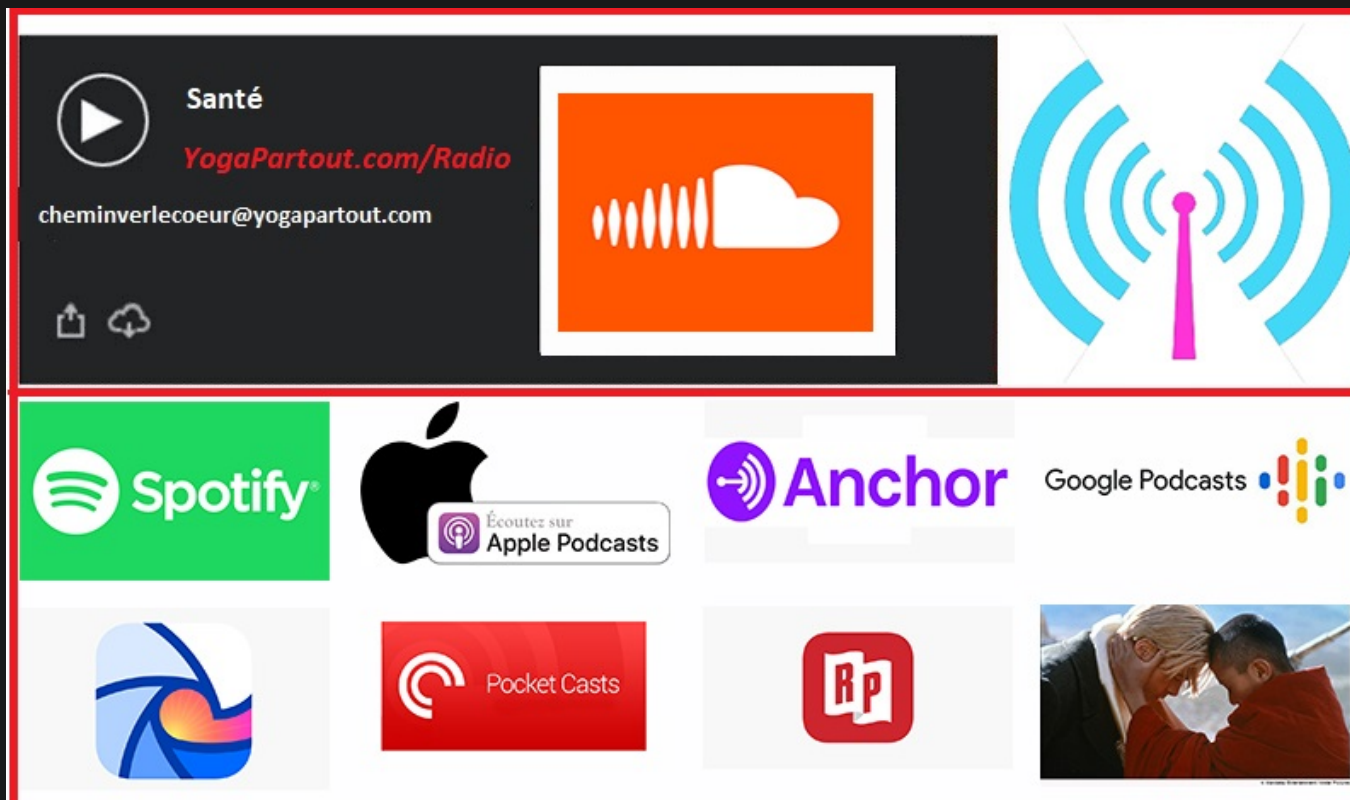 Santé
YogaPartout.com/Radio
cheminverlecoeur@yogapartout.com
Spotify®
Écoutez sur
Apple Podcasts
Anchor
Google Podcasts
Pocket Casts
RP